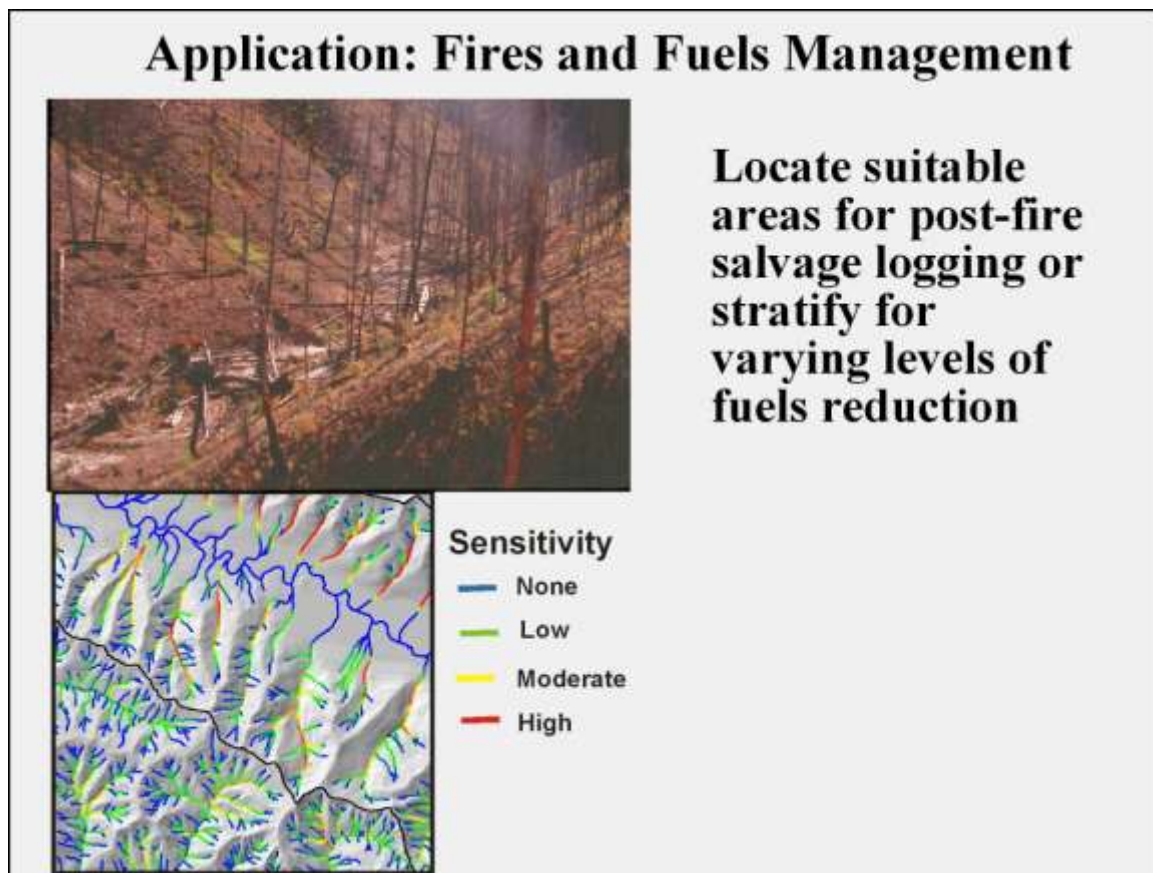 Application: Fires and Fuels Management
Locate suitable
areas for post-fire
salvage logging or
stratify for
varying levels of
fuels reduction
Sensitivity
None
Low
Moderate
High